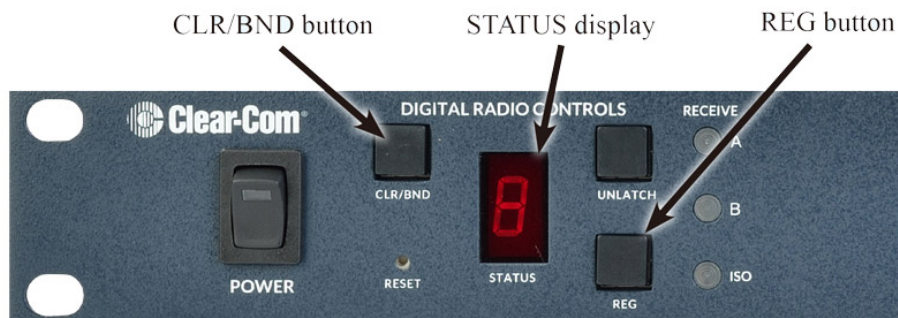 CLR/BND button
STATUS display
REG button
Clear-Com®
DIGITAL RADIO CONTROLS
RECEIVE
A
CLR/BND
UNLATCH
8
B
POWER
RESET
STATUS
REG
ISO